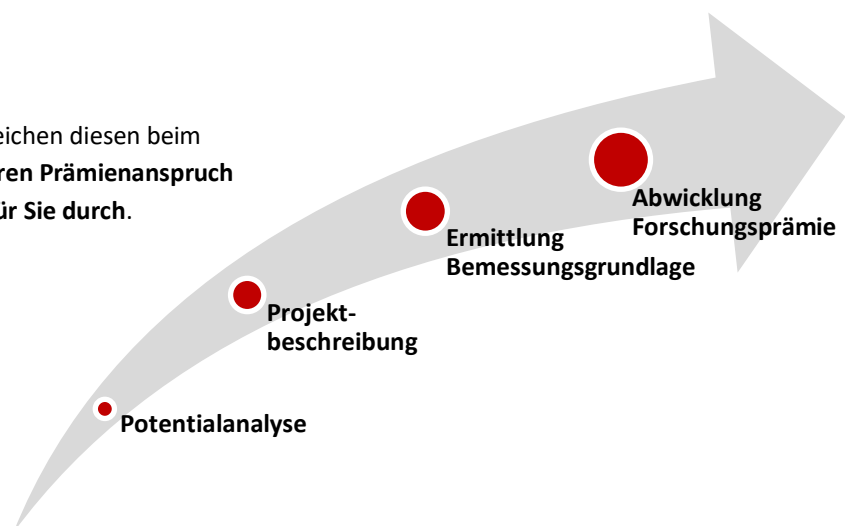 eichen diesen beim
ren Prämienanspruch
ür Sie durch.
Abwicklung
Forschungsprämie
Ermittlung
Bemessungsgrundlage
Projekt-
beschreibung
Potentialanalyse